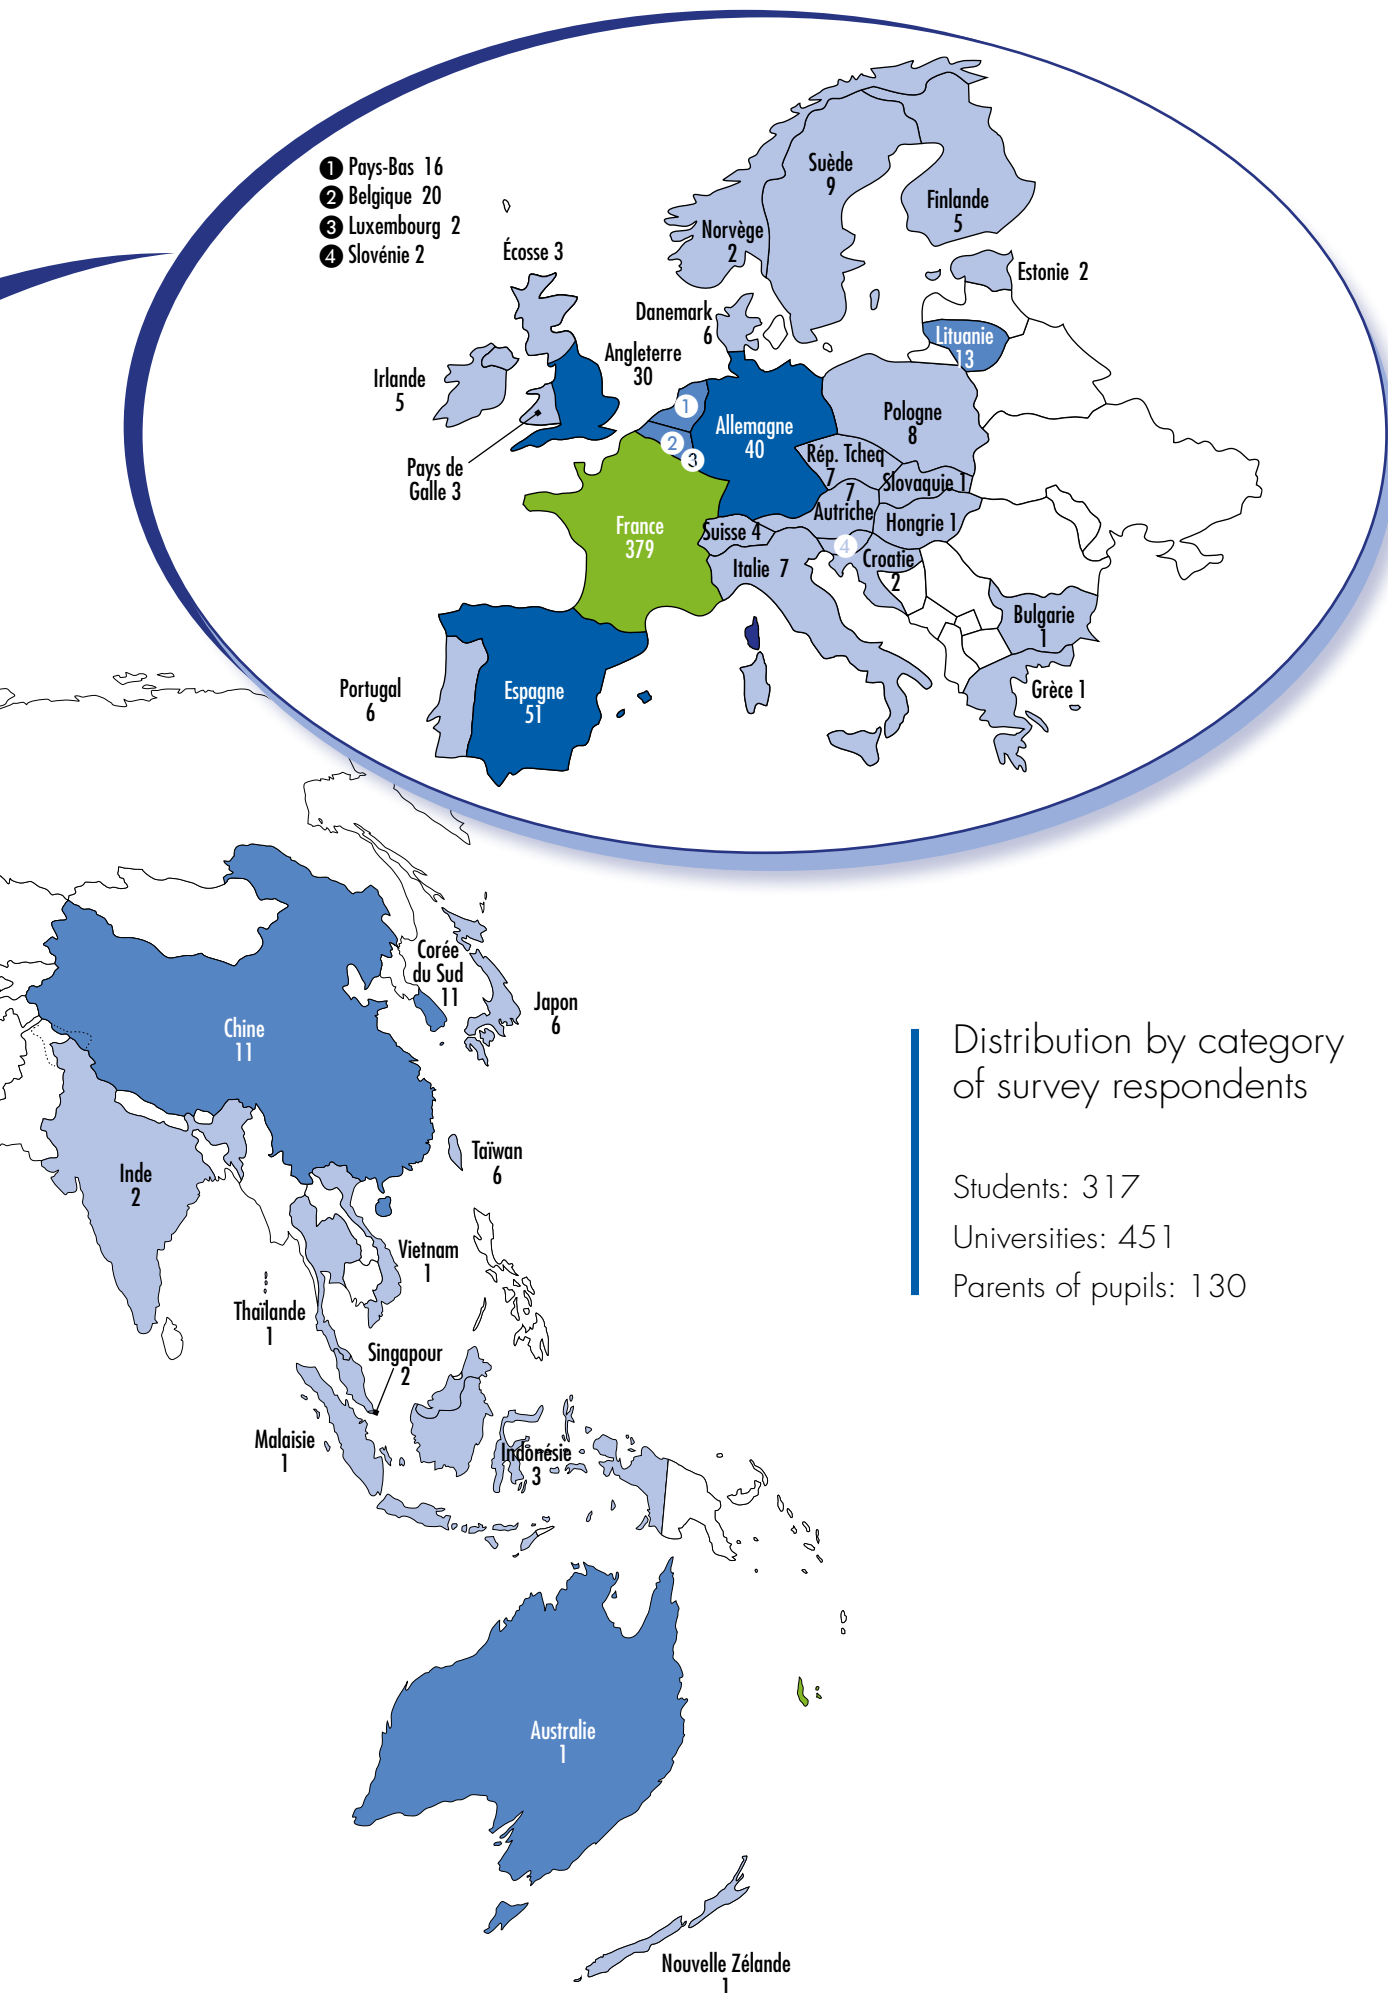 ❶ Pays-Bas 16
❷ Belgique 20
❸ Luxembourg 2
❹ Slovénie 2
Suède
9
Finlande
5
Norvège
2
Écosse 3
Estonie 2
Danemark
6
Lituanie
13
Angleterre
30
Irlande
5
1
Pologne
8
Allemagne
40
2
3
Rép. Tcheq
7
Pays de
Galle 3
Slovaquie 1
7
Autriche
Hongrie 1
France
379
Suisse 4
4
Croatie
2
Italie 7
Bulgarie
1
Portugal
6
Espagne
51
Grèce 1
Corée
du Sud
11
Japon
6
Chine
11
Distribution by category
of survey respondents
Taïwan
6
Inde
2
Students: 317
Universities: 451
Parents of pupils: 130
Vietnam
1
Thaïlande
1
Singapour
2
Malaisie
1
Indonésie
3
Australie
1
Nouvelle Zélande
1